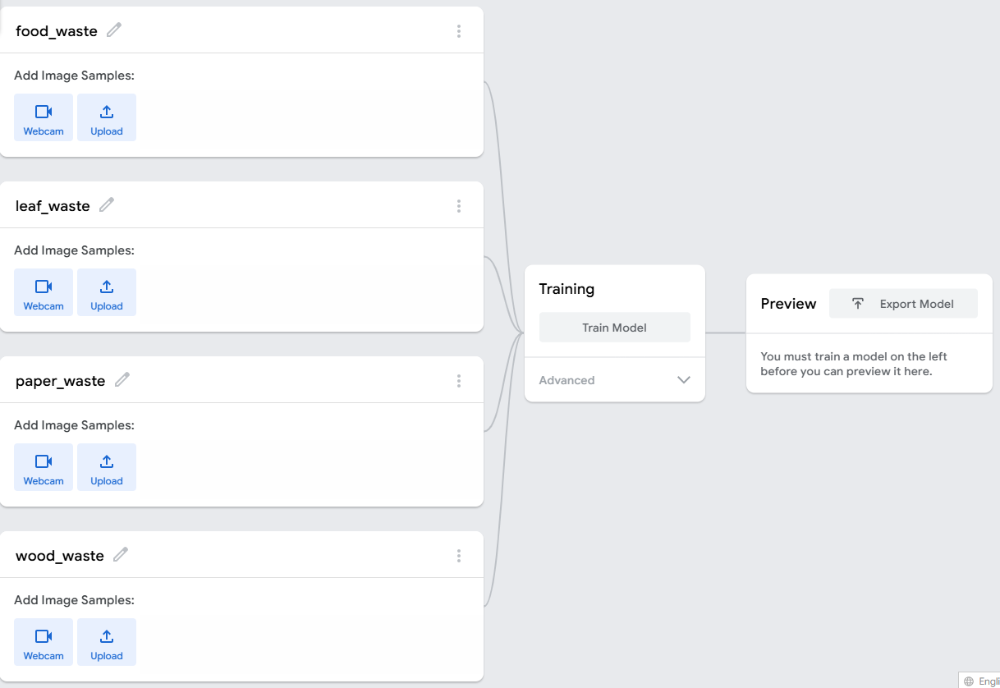 food_waste
Add Image Samples:
Webcam
Upload
leaf_waste
Add Image Samples:
Webcam
Upload
paper_waste
Add Image Samples:
Webcam
Upload
wood_waste
Add Image Samples:
Webcam
Upload
Training
Train Model
Advanced
Preview
Export Model
You must train a model on the left
before you can preview it here.
Engli